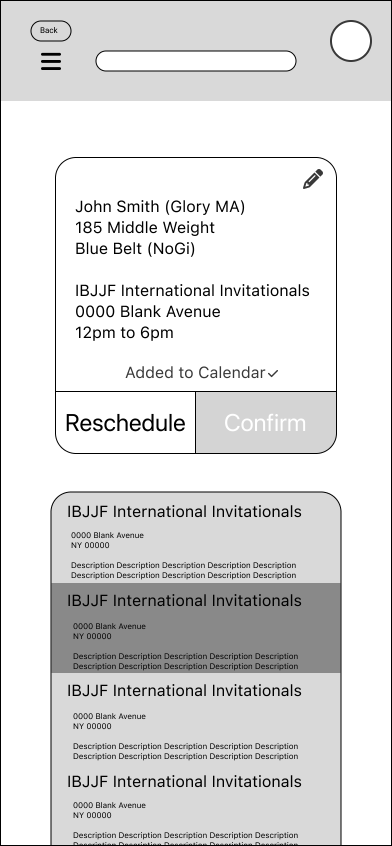 Back
John Smith (Glory MA)
185 Middle Weight
Blue Belt (NoGi)
IBJJF International Invitationals
0000 Blank Avenue
12pm to 6pm
Added to Calendar✓
Reschedule
Confirm
IBJJF International Invitationals
0000 Blank Avenue
NY 00000
Description Description Description Description Description
Description Description Description Description Description
IBJJF International Invitationals
0000 Blank Avenue
NY 00000
Description Description Description Description Description
Description Description Description Description Description
IBJJF International Invitationals
0000 Blank Avenue
NY 00000
Description Description Description Description Description
Description Description Description Description Description
IBJJF International Invitationals
0000 Blank Avenue
NY 00000
Description Description Description Description Description
Description Description Description Description Description